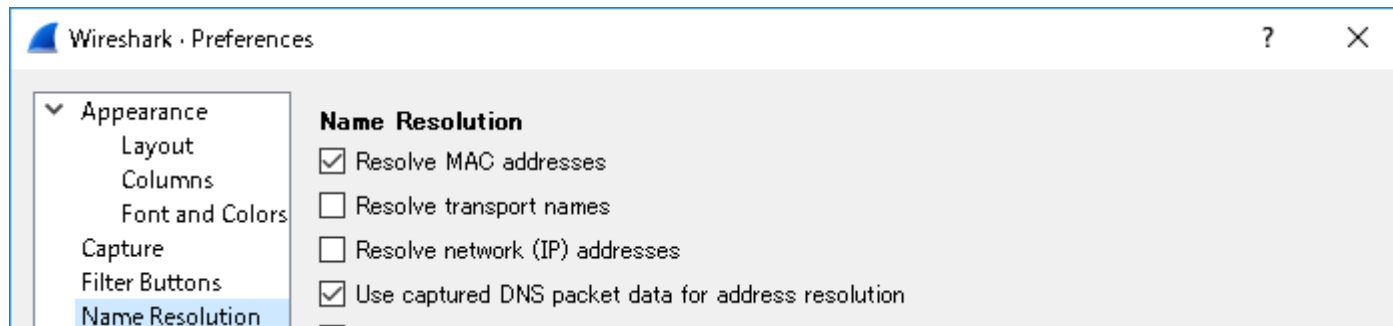 Wireshark · Preferences
?
Appearance
Layout
Columns
Font and Colors
Capture
Filter Buttons
Name Resolution
Name Resolution
Resolve MAC addresses
Resolve transport names
Resolve network (IP) addresses
Use captured DNS packet data for address resolution